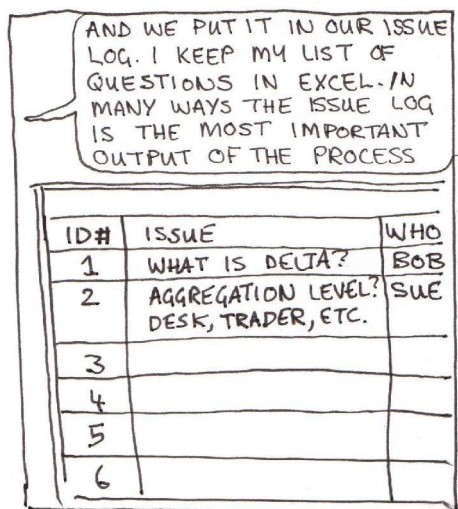 AND WE PUT IT IN OUR ISSUE
LOG. I KEEP MY LIST OF
QUESTIONS IN EXCEL. IN
MANY WAYS THE ISSUE LOG
IS THE MOST IMPORTANT
OUTPUT OF THE PROCESS
ID# ISSUE WHO
1 WHAT IS DELTA? BOB
2 AGGREGATION LEVEL? SUE
DESK, TRADER, ETC.
3
4
5
6